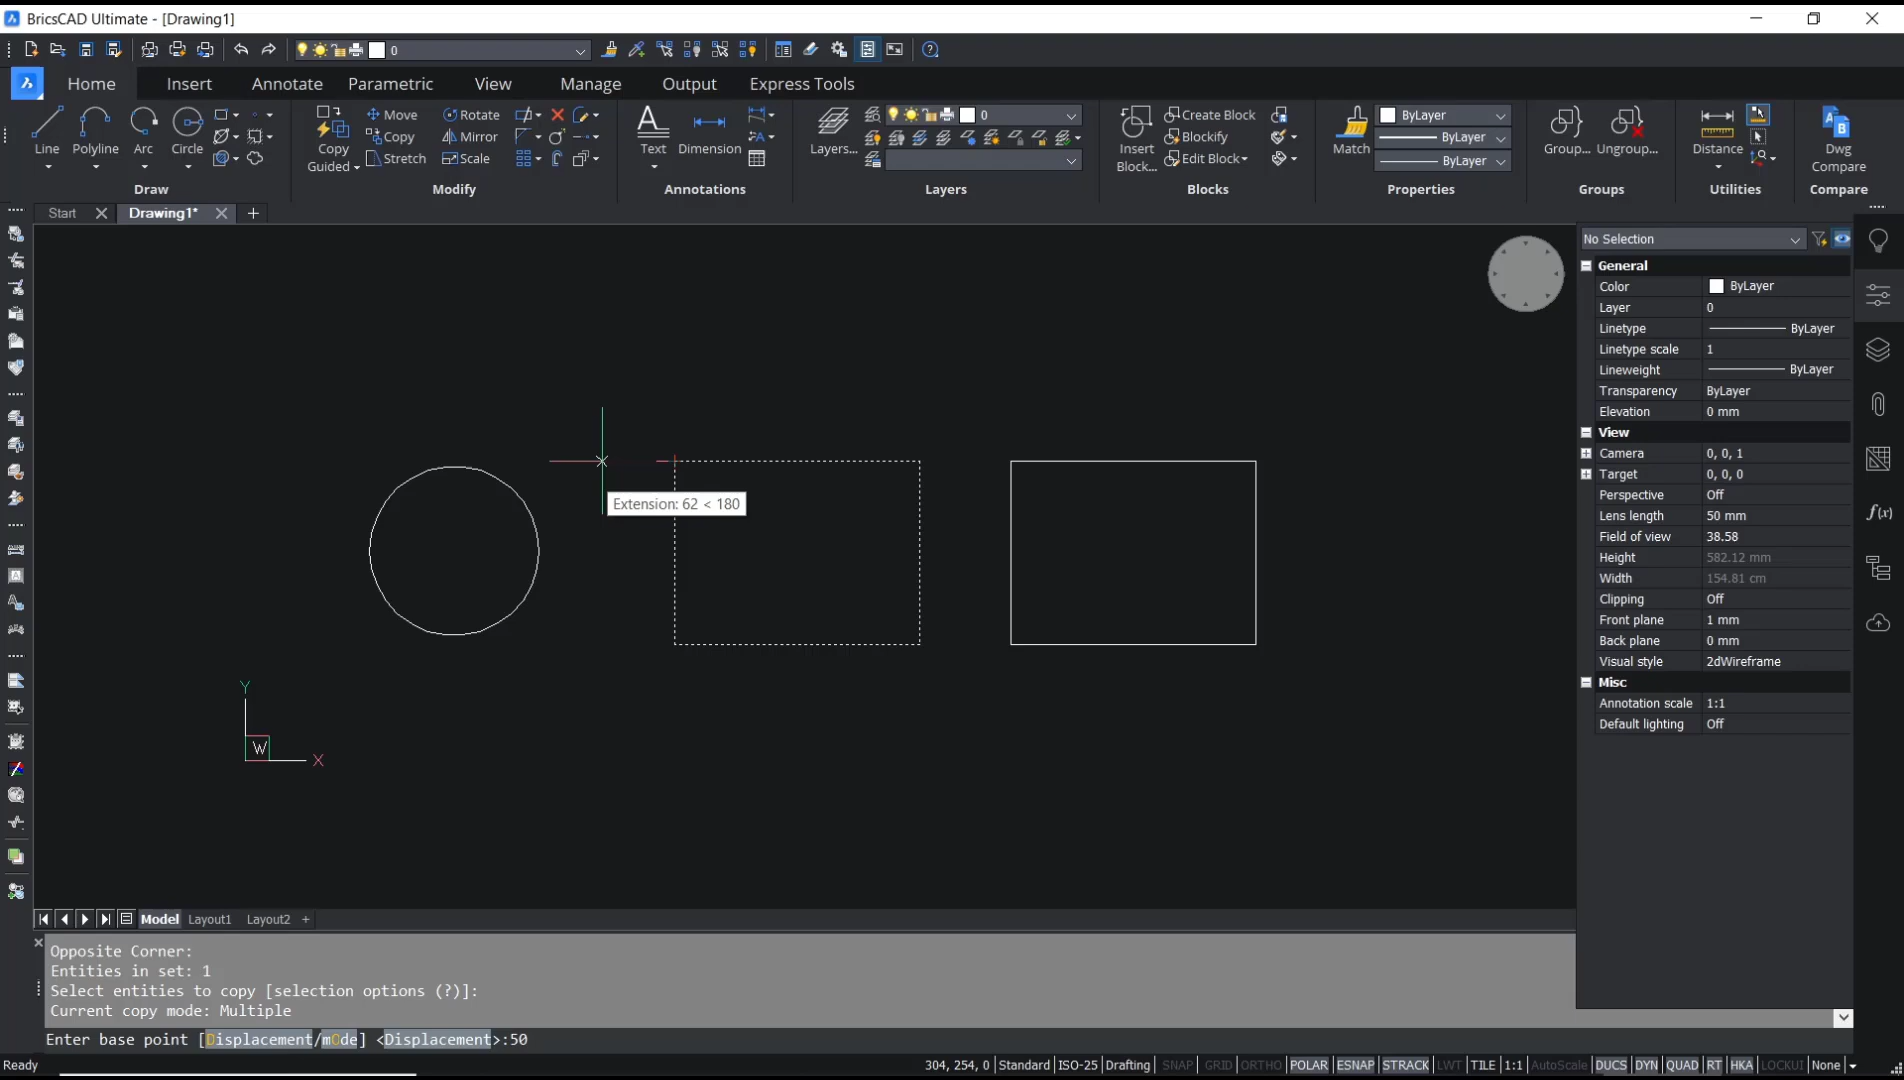 BricsCAD Ultimate - [Drawing1]
0
Home Insert Annotate Parametric View Manage Output Express Tools
Line Polyline Arc Circle
Draw
Copy Guided
Move Rotate
Copy Mirror
Stretch Scale
Modify
Text Dimension
Annotations
Layers...
0
Layers
Insert Block...
Create Block
Blockify
Edit Block
Blocks
Match
ByLayer
ByLayer
ByLayer
Properties
Group... Ungroup...
Groups
Distance
Utilities
Dwg Compare
Compare
Start Drawing1* +
No Selection
General
Color ByLayer
Layer 0
Linetype ByLayer
Linetype scale 1
Lineweight ByLayer
Transparency ByLayer
Elevation 0 mm
View
Camera 0, 0, 1
Target 0, 0, 0
Perspective Off
Lens length 50 mm
Field of view 38.58
Height 582.12 mm
Width 154.81 cm
Clipping Off
Front plane 1 mm
Back plane 0 mm
Visual style 2dWireframe
Misc
Annotation scale 1:1
Default lighting Off
f(x)
Extension: 62 < 180
Y
W
X
Model Layout1 Layout2 +
Opposite Corner:
Entities in set: 1
Select entities to copy [selection options (?)]:
Current copy mode: Multiple
Enter base point [Displacement/mOde] <Displacement>:50
Ready 304, 254, 0 Standard ISO-25 Drafting SNAP GRID ORTHO POLAR ESNAP STRACK LWT TILE 1:1 AutoScale DUCS DYN QUAD RT HKA LOCKUI None